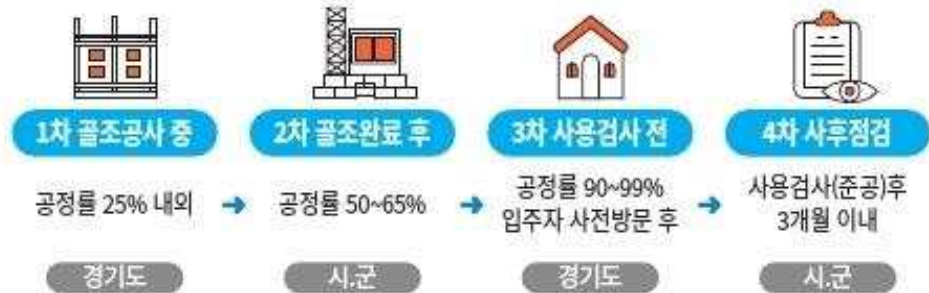 1차 골조공사 중
2차 골조완료 후
3차 사용검사 전
4차 사후점검
공정률 25% 내외
공정률 50~65%
공정률 90~99%
입주자 사전방문 후
사용검사(준공)후
3개월 이내
경기도
시.군
경기도
시.군